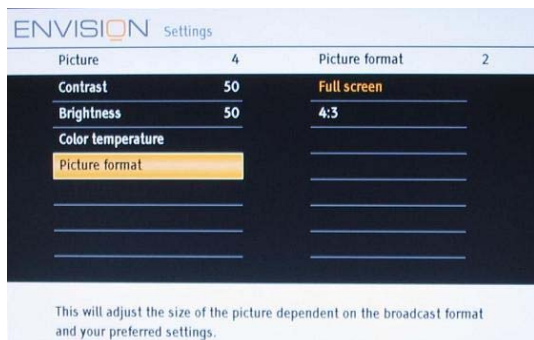 ENVISION Settings
Picture 4 Picture format 2
Contrast 50 Full screen
Brightness 50 4:3
Color temperature
Picture format
This will adjust the size of the picture dependent on the broadcast format
and your preferred settings.